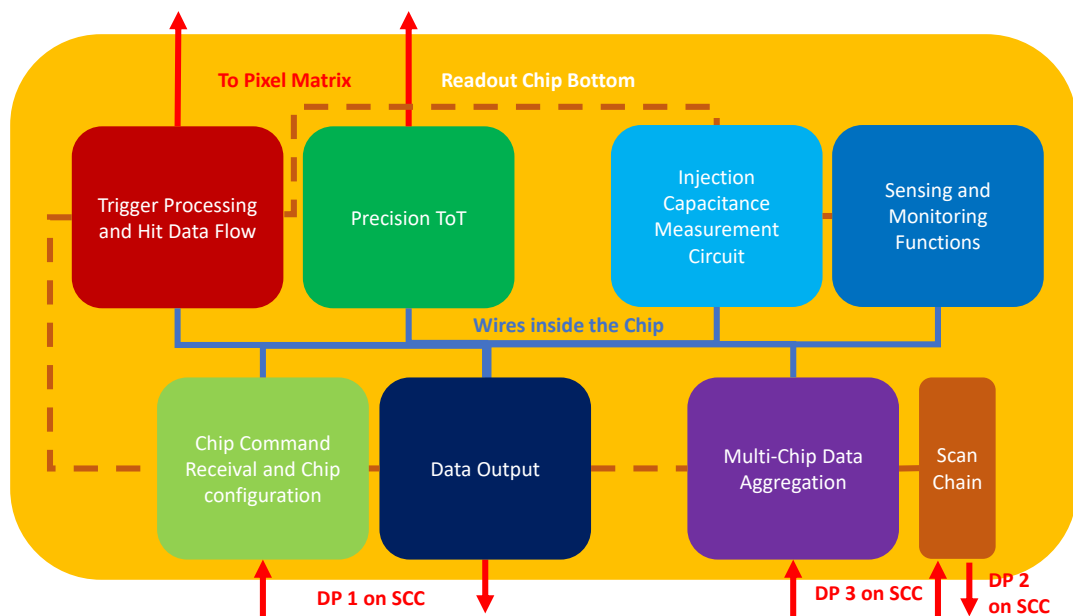 To Pixel Matrix
Readout Chip Bottom
Trigger Processing
and Hit Data Flow
Precision ToT
Injection
Capacitance
Measurement
Circuit
Sensing and
Monitoring
Functions
Wires inside the Chip
Chip Command
Receival and Chip
configuration
Data Output
Multi-Chip Data
Aggregation
Scan
Chain
DP 1 on SCC
DP 3 on SCC
DP 2
on SCC